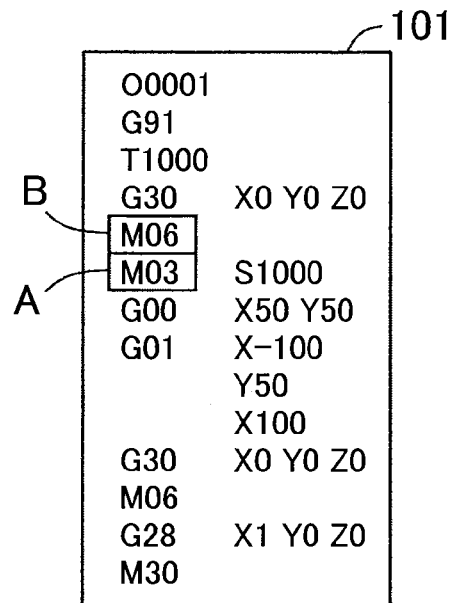 101
O0001
G91
T1000
G30 X0 Y0 Z0
B
M06
M03 S1000
A
G00 X50 Y50
G01 X-100
Y50
X100
G30 X0 Y0 Z0
M06
G28 X1 Y0 Z0
M30